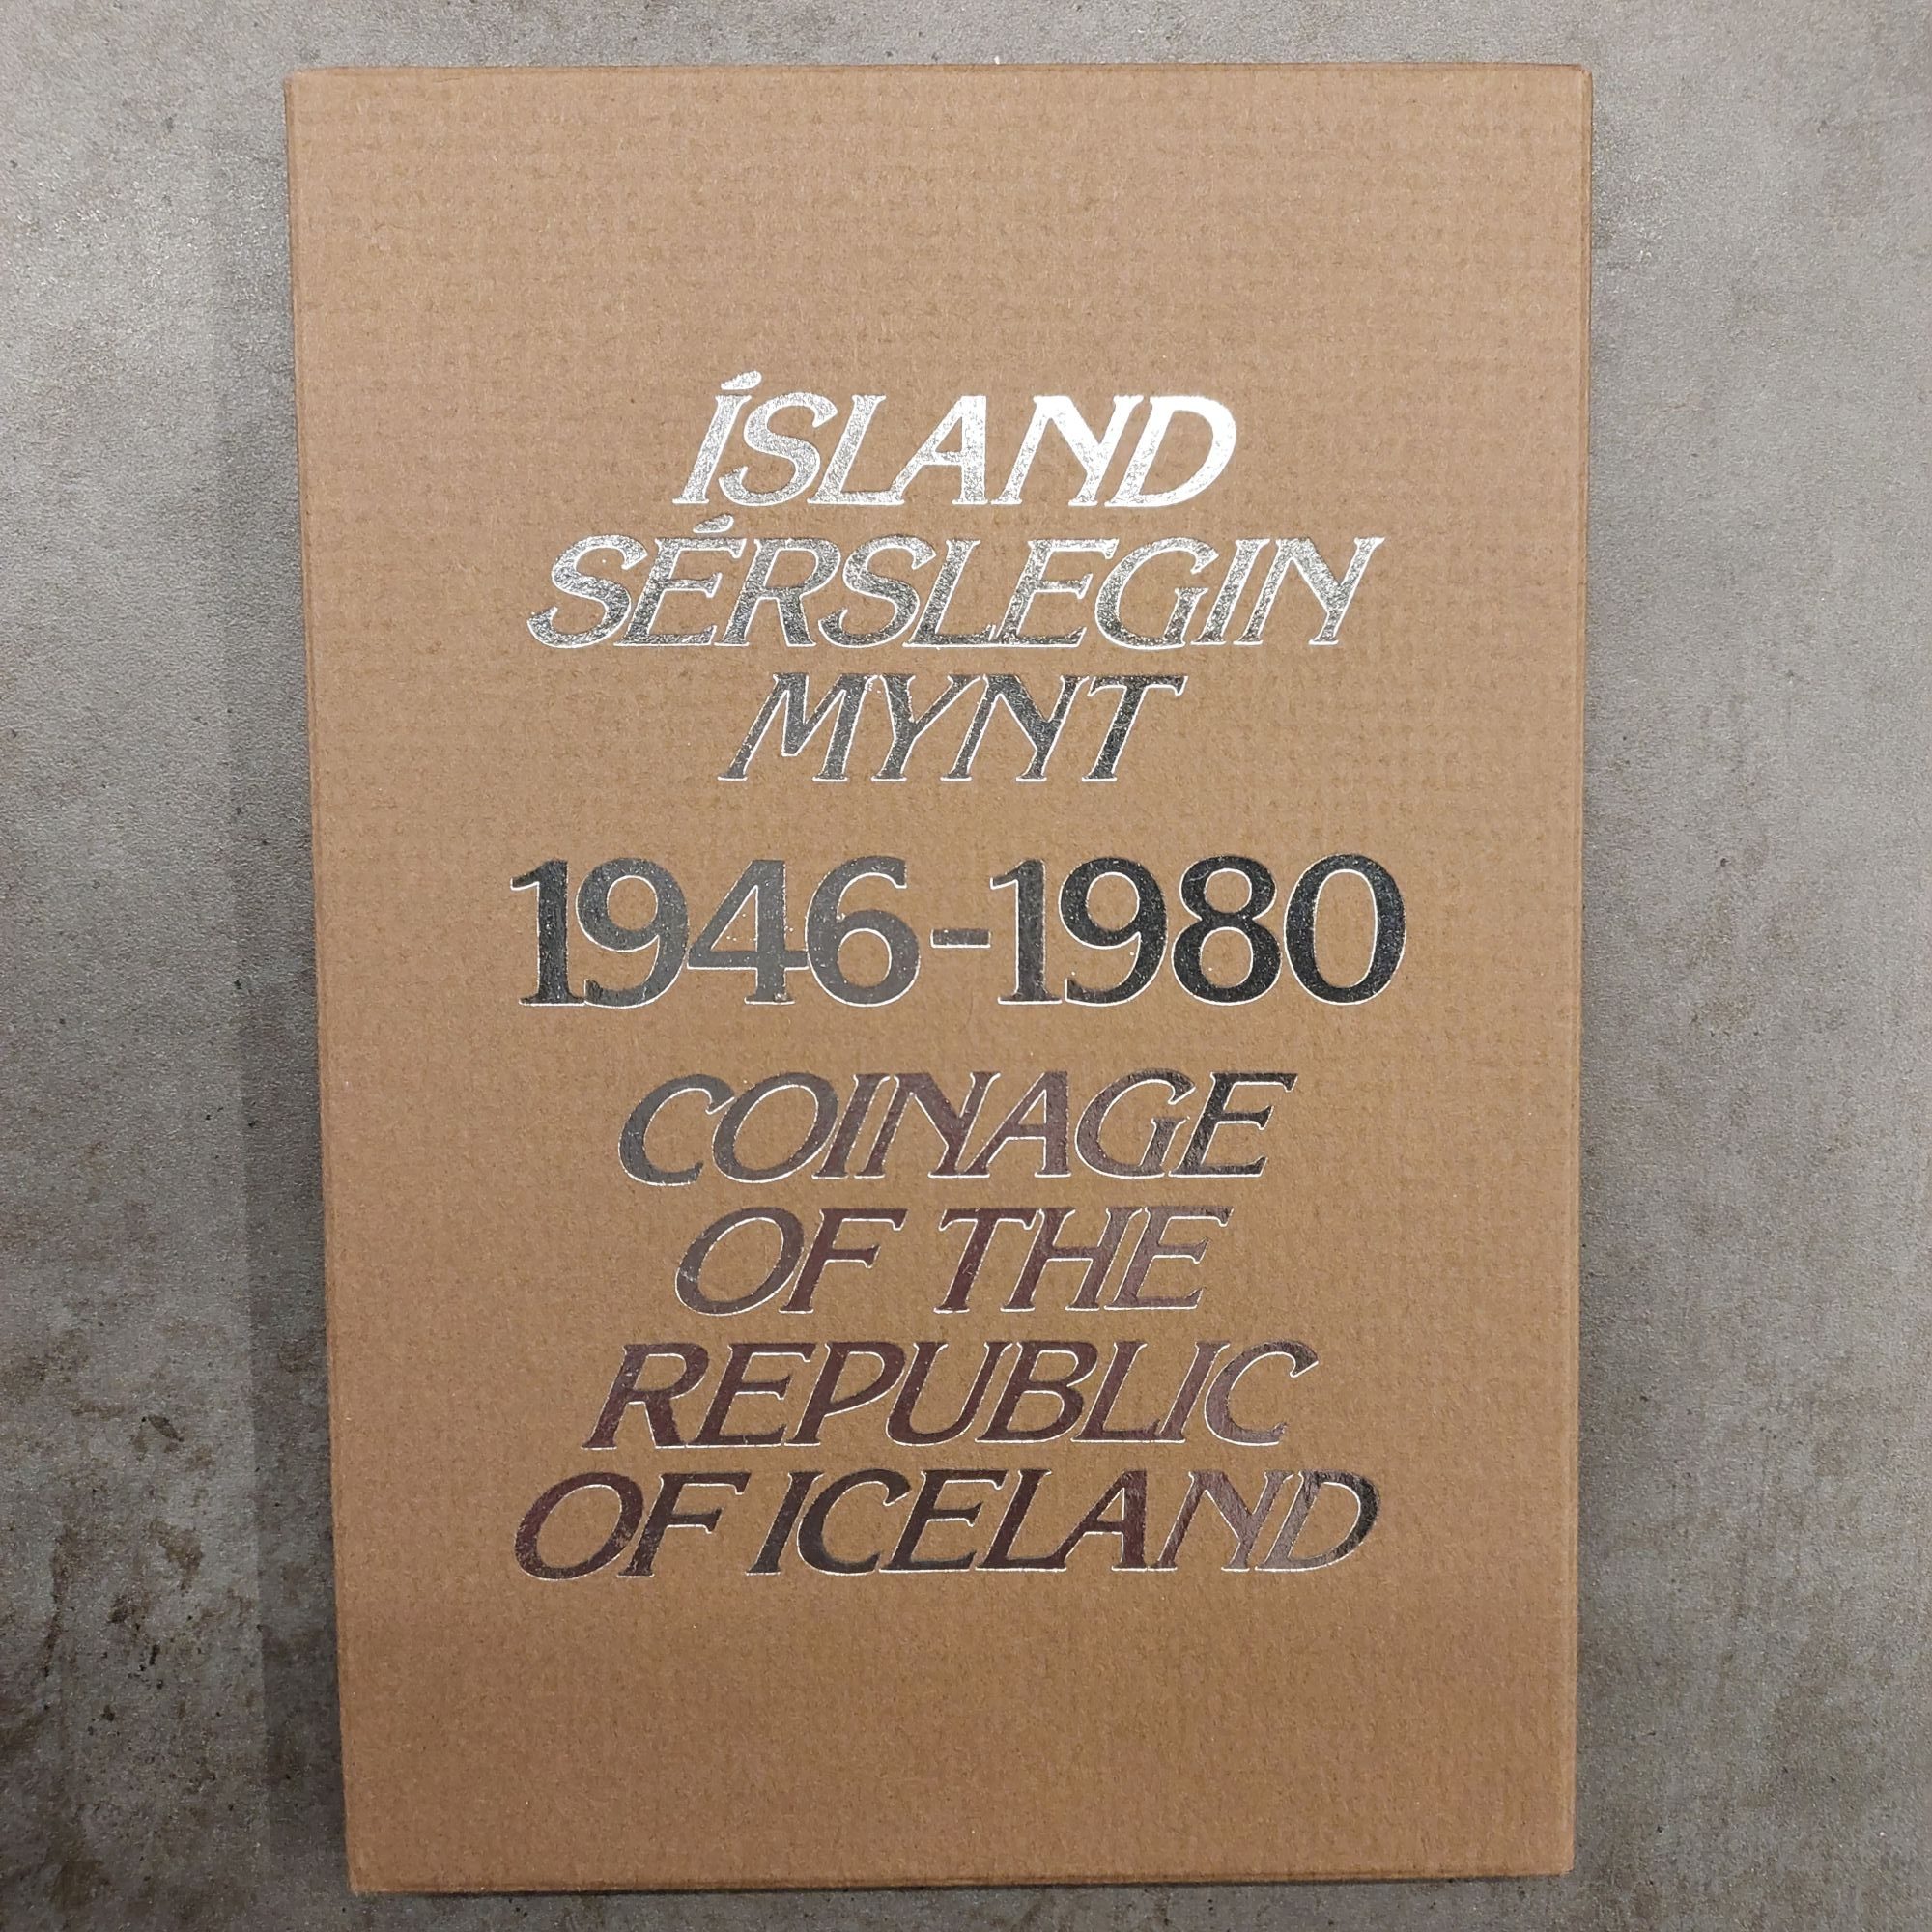 ÍSLAND
SÉRSLEGIN
MYNT
1946-1980
COINAGE
OF THE
REPUBLIC
OF ICELAND